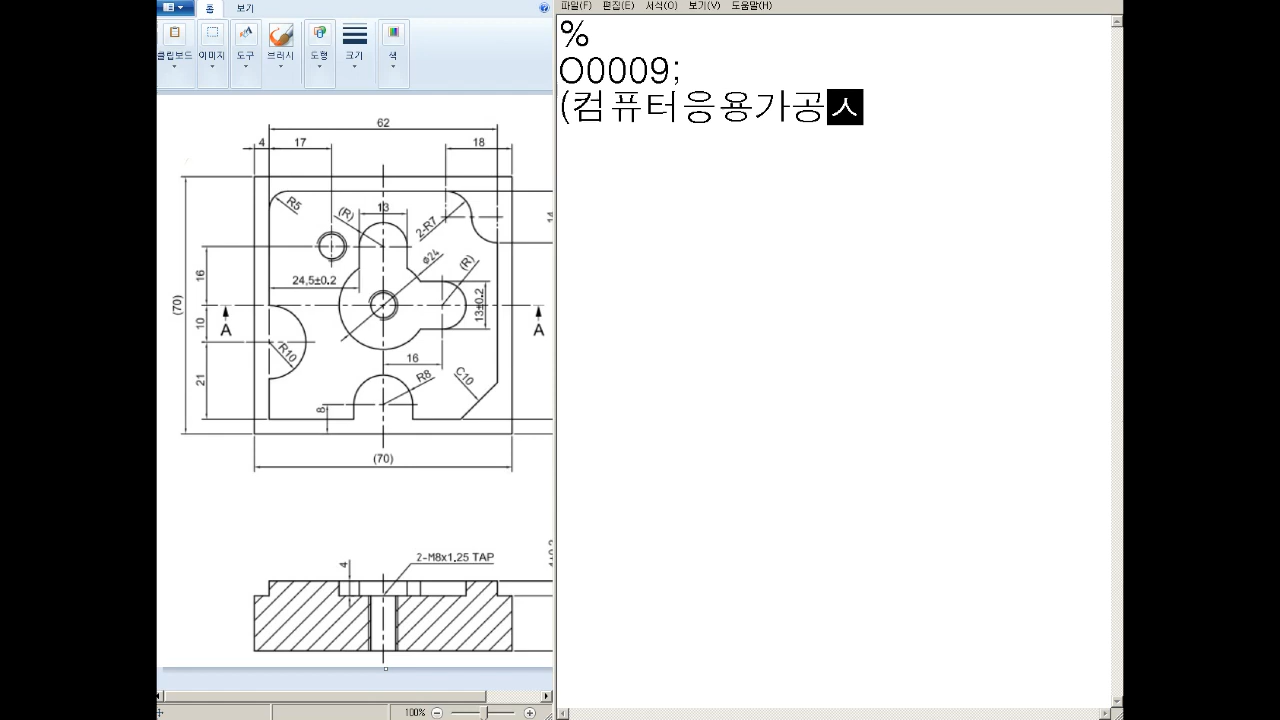 홈 보기
클립보드 이미지 도구 브러시 도형 크기 색
파일(F) 편집(E) 서식(O) 보기(V) 도움말(H)
%
O0009;
(컴퓨터응용가공ㅅ
62
4 17 18
R5 (R) 13 2-R7 14
⌀24 (R)
16 24.5±0.2 13±0.2
(70)
A A
10
R10 16
21 R8 C10
8
(70)
2-M8x1.25 TAP
4
100%